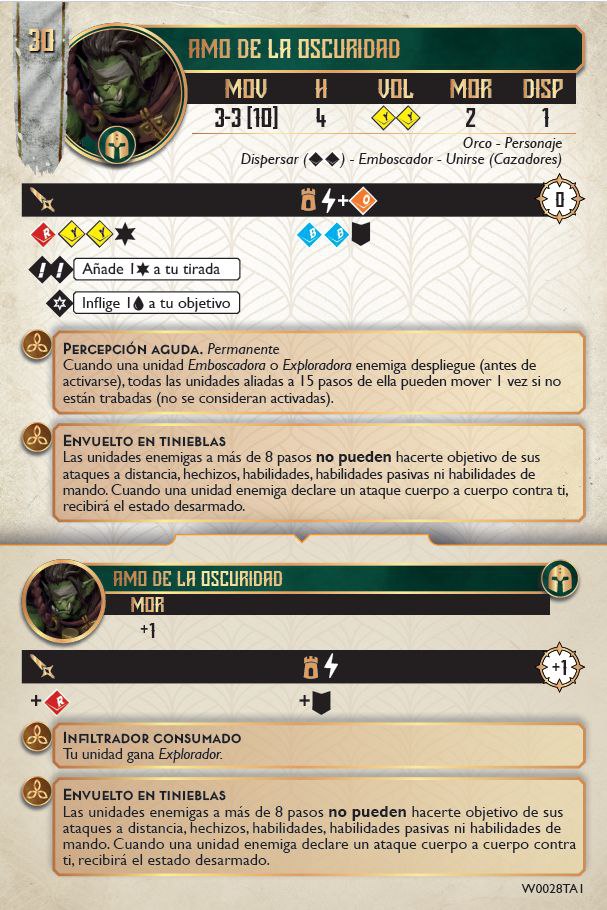 30
AMO DE LA OSCURIDAD
MOV H VOL MOR DISP
3-3 [10] 4 2 1
Orco - Personaje
Dispersar (◆◆) - Emboscador - Unirse (Cazadores)
+O 0
R Y Y B B
!! Añade 1 a tu tirada
Inflige 1 a tu objetivo
PERCEPCIÓN AGUDA. Permanente
Cuando una unidad Emboscadora o Exploradora enemiga despliegue (antes de
activarse), todas las unidades aliadas a 15 pasos de ella pueden mover 1 vez si no
están trabadas (no se consideran activadas).
ENVUELTO EN TINIEBLAS
Las unidades enemigas a más de 8 pasos no pueden hacerte objetivo de sus
ataques a distancia, hechizos, habilidades, habilidades pasivas ni habilidades de
mando. Cuando una unidad enemiga declare un ataque cuerpo a cuerpo contra ti,
recibirá el estado desarmado.
AMO DE LA OSCURIDAD
MOR
+1
+1
+R +
INFILTRADOR CONSUMADO
Tu unidad gana Explorador.
ENVUELTO EN TINIEBLAS
Las unidades enemigas a más de 8 pasos no pueden hacerte objetivo de sus
ataques a distancia, hechizos, habilidades, habilidades pasivas ni habilidades de
mando. Cuando una unidad enemiga declare un ataque cuerpo a cuerpo contra
ti, recibirá el estado desarmado.
W0028TA1